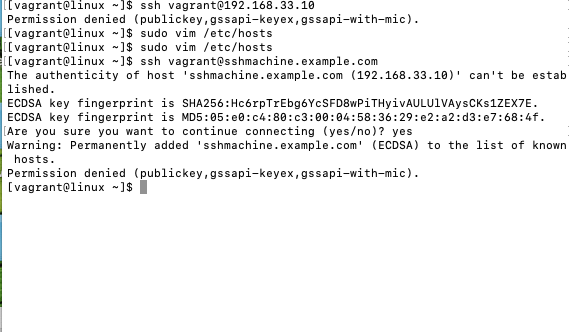 [vagrant@linux ~]$ ssh vagrant@192.168.33.10
Permission denied (publickey,gssapi-keyex,gssapi-with-mic).
[vagrant@linux ~]$ sudo vim /etc/hosts
[vagrant@linux ~]$ sudo vim /etc/hosts
[vagrant@linux ~]$ ssh vagrant@sshmachine.example.com
The authenticity of host 'sshmachine.example.com (192.168.33.10)' can't be estab
lished.
ECDSA key fingerprint is SHA256:Hc6rpTrEbg6YcSFD8wPiTHyivAULUlVAysCKs1ZEX7E.
ECDSA key fingerprint is MD5:05:e0:c4:80:c3:00:04:58:36:29:e2:a2:d3:e7:68:4f.
Are you sure you want to continue connecting (yes/no)? yes
Warning: Permanently added 'sshmachine.example.com' (ECDSA) to the list of known
 hosts.
Permission denied (publickey,gssapi-keyex,gssapi-with-mic).
[vagrant@linux ~]$